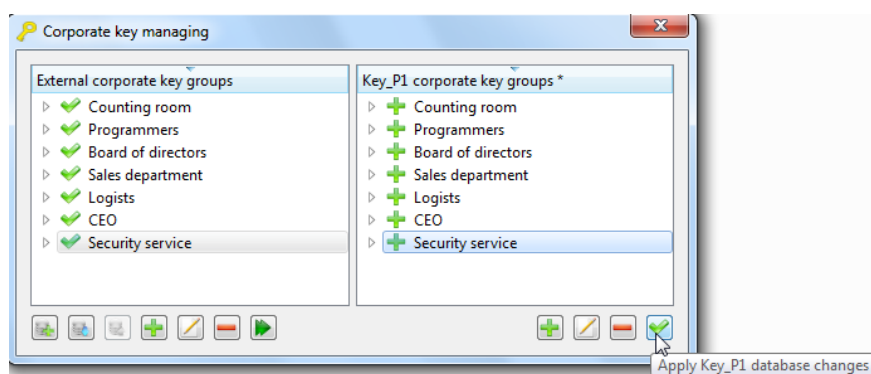 Corporate key managing
External corporate key groups
Counting room
Programmers
Board of directors
Sales department
Logists
CEO
Security service
Key_P1 corporate key groups *
Counting room
Programmers
Board of directors
Sales department
Logists
CEO
Security service
Apply Key_P1 database changes